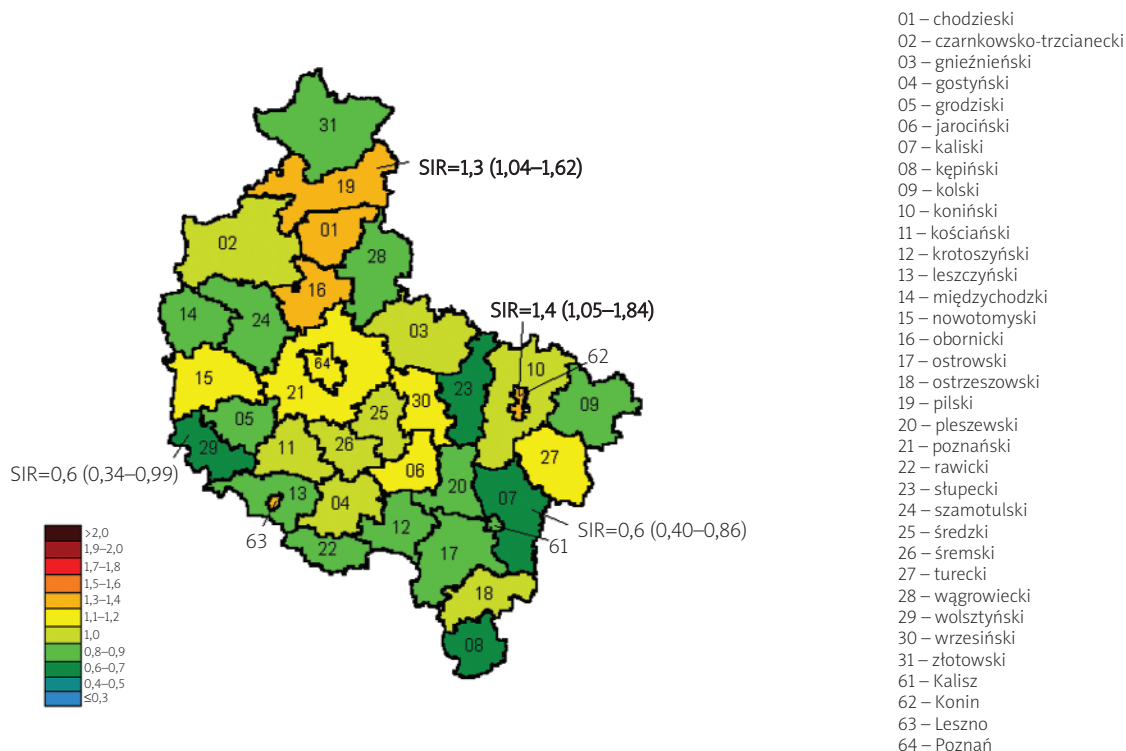 31
SIR=1,3 (1,04–1,62)
19
01
02
28
16
SIR=1,4 (1,05–1,84)
14
24
03
62
64
10
15
21
23
30
09
05
25
29
11
26
27
SIR=0,6 (0,34–0,99)
06
13
20
07
04
12
SIR=0,6 (0,40–0,86)
63
22
17
61
18
08
>2,0
1,9–2,0
1,7–1,8
1,5–1,6
1,3–1,4
1,1–1,2
1,0
0,8–0,9
0,6–0,7
0,4–0,5
≤0,3
01 – chodzieski
02 – czarnkowsko-trzcianecki
03 – gnieźnieński
04 – gostyński
05 – grodziski
06 – jarociński
07 – kaliski
08 – kępiński
09 – kolski
10 – koniński
11 – kościański
12 – krotoszyński
13 – leszczyński
14 – międzychodzki
15 – nowotomyski
16 – obornicki
17 – ostrowski
18 – ostrzeszowski
19 – pilski
20 – pleszewski
21 – poznański
22 – rawicki
23 – słupecki
24 – szamotulski
25 – średzki
26 – śremski
27 – turecki
28 – wągrowiecki
29 – wolsztyński
30 – wrzesiński
31 – złotowski
61 – Kalisz
62 – Konin
63 – Leszno
64 – Poznań